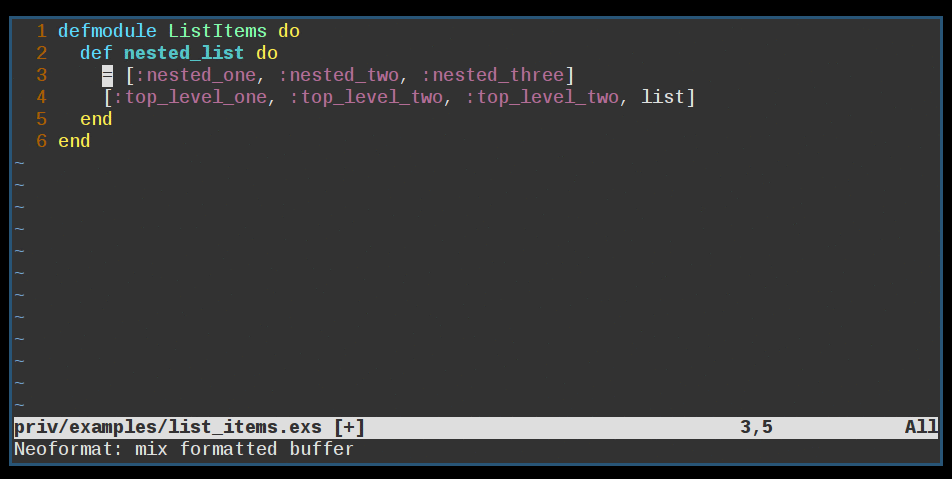 1 defmodule ListItems do
2   def nested_list do
3     = [:nested_one, :nested_two, :nested_three]
4     [:top_level_one, :top_level_two, :top_level_two, list]
5   end
6 end
~
~
~
~
~
~
~
~
~
~
~
~
priv/examples/list_items.exs [+] 3,5 All
Neoformat: mix formatted buffer